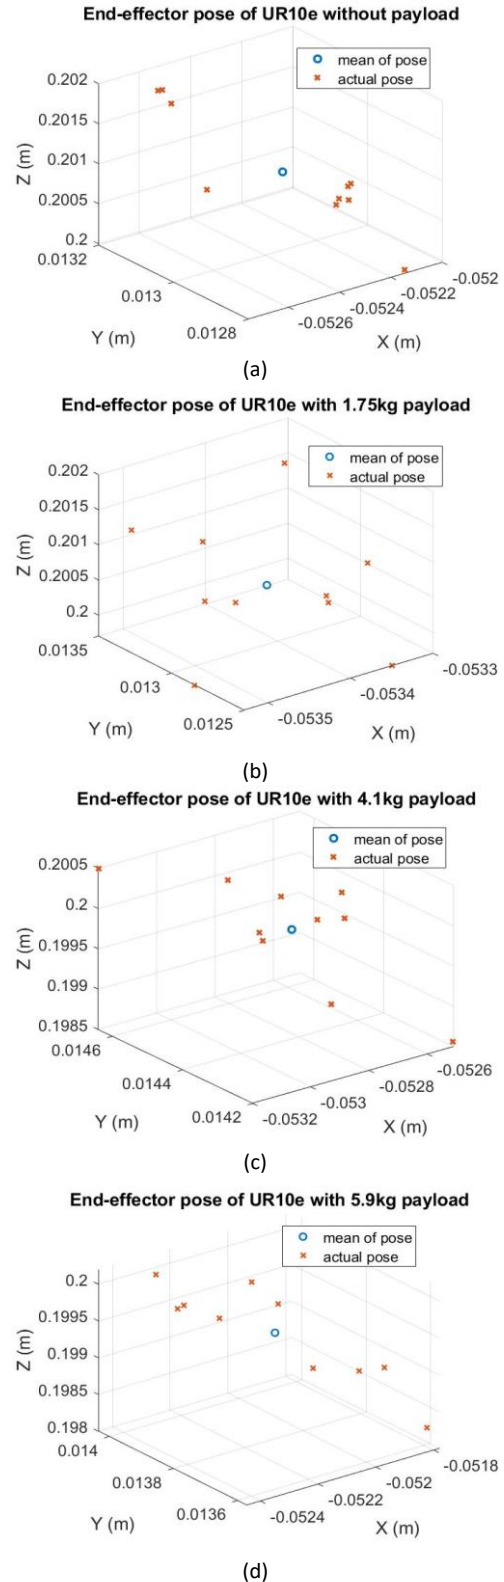 End-effector pose of UR10e without payload
mean of pose
actual pose
0.202
0.2015
0.201
0.2005
0.2
Z (m)
0.0132
0.013
0.0128
Y (m)
-0.0526
-0.0524
-0.0522
-0.052
X (m)
(a)
End-effector pose of UR10e with 1.75kg payload
mean of pose
actual pose
0.202
0.2015
0.201
0.2005
0.2
Z (m)
0.0135
0.013
0.0125
Y (m)
-0.0535
-0.0534
-0.0533
X (m)
(b)
End-effector pose of UR10e with 4.1kg payload
mean of pose
actual pose
0.2005
0.2
0.1995
0.199
0.1985
Z (m)
0.0146
0.0144
0.0142
Y (m)
-0.0532
-0.053
-0.0528
-0.0526
X (m)
(c)
End-effector pose of UR10e with 5.9kg payload
mean of pose
actual pose
0.2
0.1995
0.199
0.1985
0.198
Z (m)
0.014
0.0138
0.0136
Y (m)
-0.0524
-0.0522
-0.052
-0.0518
X (m)
(d)